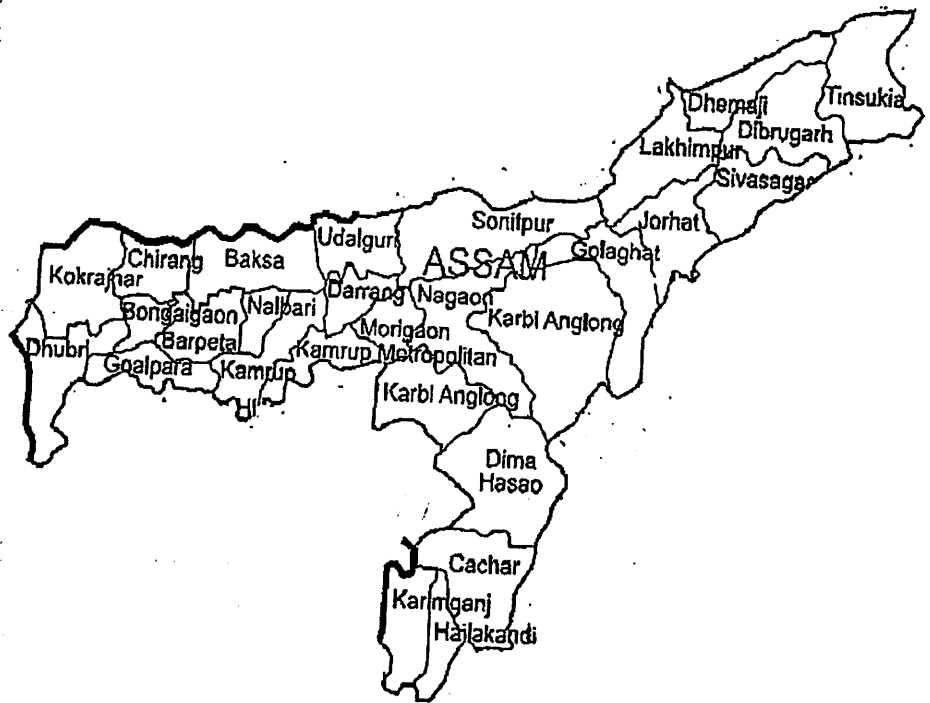 Dhemaji
Tinsukia
Dibrugarh
Lakhimpur
Sivasagar
Sonitpur
Jorhat
Udalguri
Golaghat
Chirang
Baksa
ASSAM
Kokrajhar
Darrang
Nagaon
Bongaigaon
Nalbari
Karbi Anglong
Morigaon
Dhubri
Barpeta
Kamrup Metropolitan
Goalpara
Kamrup
Karbi Anglong
Dima
Hasao
Cachar
Karimganj
Hailakandi